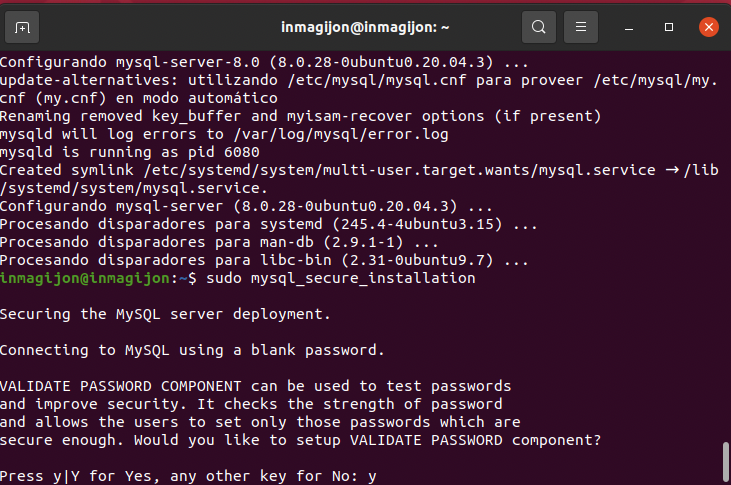 inmagijon@inmagijon: ~
Configurando mysql-server-8.0 (8.0.28-0ubuntu0.20.04.3) ...
update-alternatives: utilizando /etc/mysql/mysql.cnf para proveer /etc/mysql/my.
cnf (my.cnf) en modo automático
Renaming removed key_buffer and myisam-recover options (if present)
mysqld will log errors to /var/log/mysql/error.log
mysqld is running as pid 6080
Created symlink /etc/systemd/system/multi-user.target.wants/mysql.service → /lib
/systemd/system/mysql.service.
Configurando mysql-server (8.0.28-0ubuntu0.20.04.3) ...
Procesando disparadores para systemd (245.4-4ubuntu3.15) ...
Procesando disparadores para man-db (2.9.1-1) ...
Procesando disparadores para libc-bin (2.31-0ubuntu9.7) ...
inmagijon@inmagijon:~$ sudo mysql_secure_installation
Securing the MySQL server deployment.
Connecting to MySQL using a blank password.
VALIDATE PASSWORD COMPONENT can be used to test passwords
and improve security. It checks the strength of password
and allows the users to set only those passwords which are
secure enough. Would you like to setup VALIDATE PASSWORD component?
Press y|Y for Yes, any other key for No: y